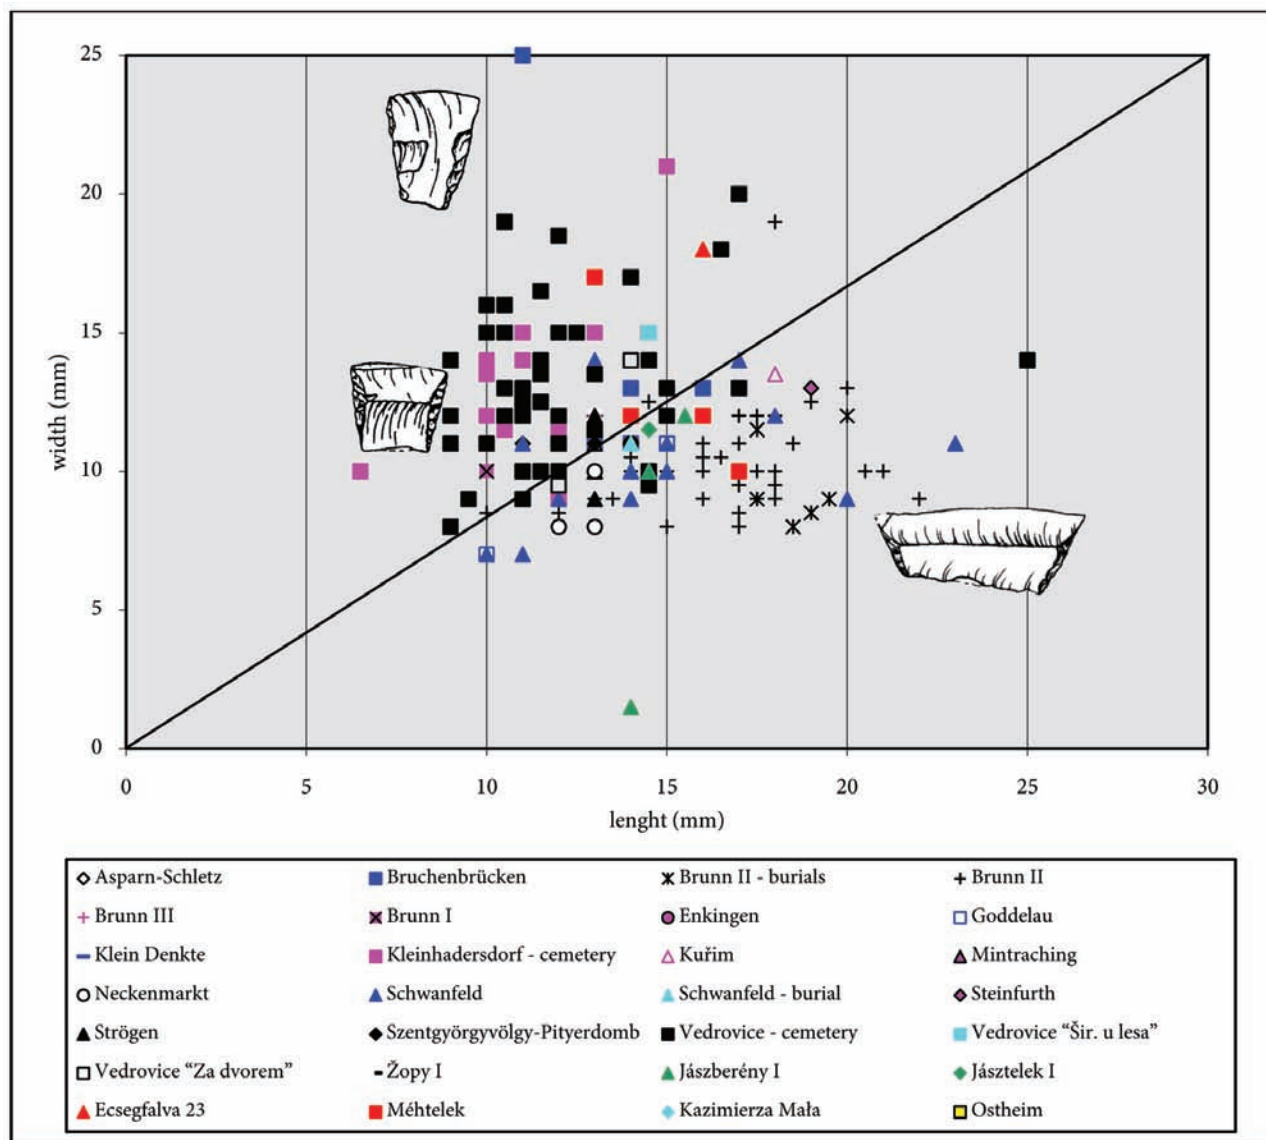 25
20
15
10
5
0
width (mm)
0 5 10 15 20 25 30
lenght (mm)
Asparn-Schletz Bruchenbrücken Brunn II - burials Brunn II
Brunn III Brunn I Enkingen Goddelau
Klein Denkte Kleinhadersdorf - cemetery Kuřim Mintraching
Neckenmarkt Schwanfeld Schwanfeld - burial Steinfurth
Strögen Szentgyörgyvölgy-Pityerdomb Vedrovice - cemetery Vedrovice “Šir. u lesa”
Vedrovice “Za dvorem” Žopy I Jászberény I Jásztelek I
Ecsegfalva 23 Méhtelek Kazimierza Mała Ostheim